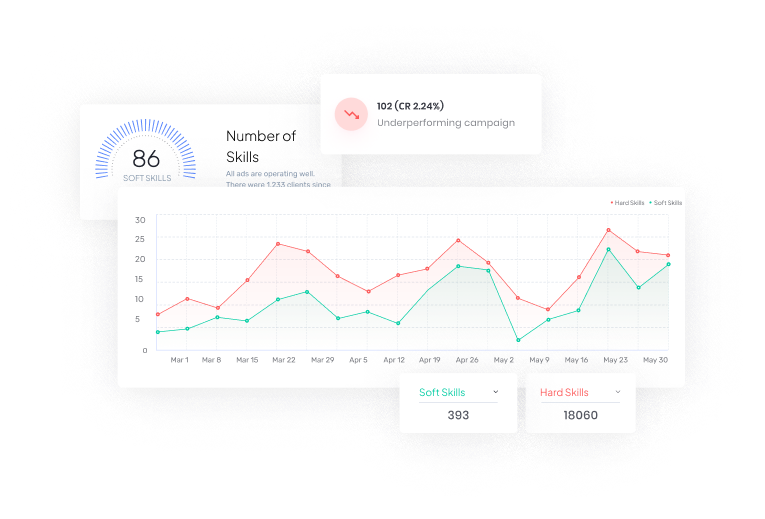 102 (CR 2.24%)
Underperforming campaign
86
SOFT SKILLS
Number of
Skills
All ads are operating well.
There were 1,233 clients since
Hard Skills
Soft Skills
30
25
20
15
10
5
0
Mar 1
Mar 8
Mar 15
Mar 22
Mar 29
Apr 5
Apr 12
Apr 19
Apr 26
May 2
May 9
May 16
May 23
May 30
Soft Skills
393
Hard Skills
18060